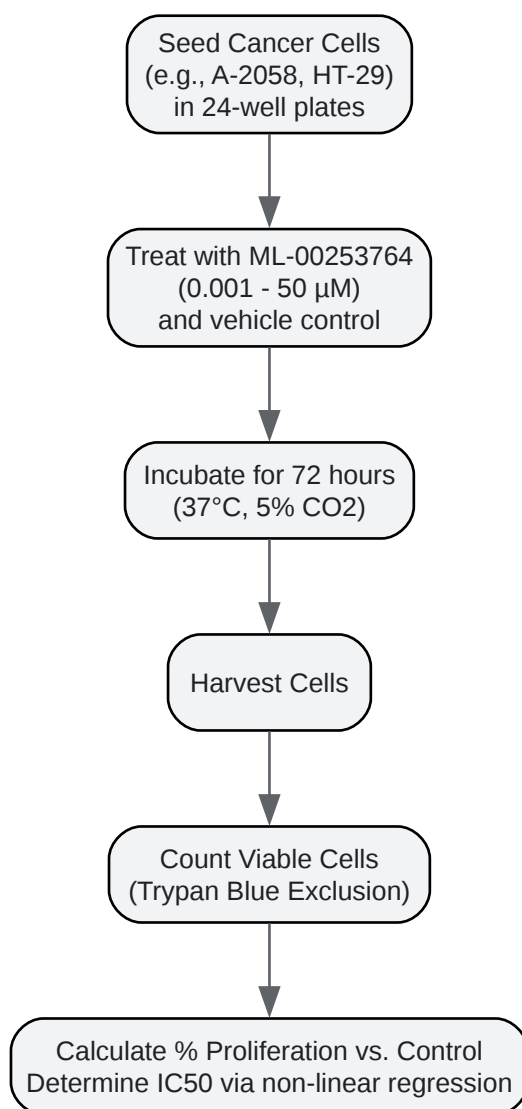 Seed Cancer Cells
(e.g., A-2058, HT-29)
in 24-well plates
Treat with ML-00253764
(0.001 - 50 µM)
and vehicle control
Incubate for 72 hours
(37°C, 5% CO2)
Harvest Cells
Count Viable Cells
(Trypan Blue Exclusion)
Calculate % Proliferation vs. Control
Determine IC50 via non-linear regression